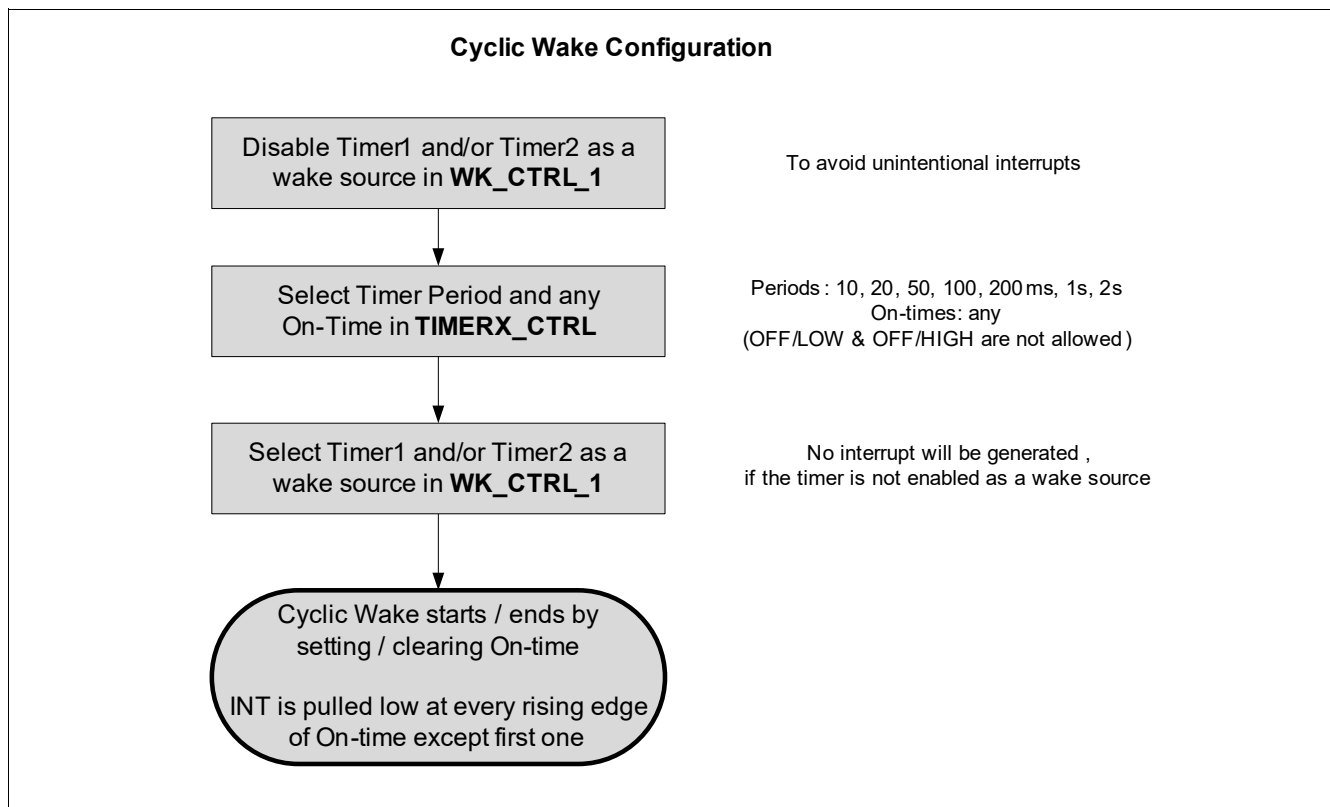 Cyclic Wake Configuration
Disable Timer1 and/or Timer2 as a
wake source in WK_CTRL_1
To avoid unintentional interrupts
Select Timer Period and any
On-Time in TIMERX_CTRL
Periods : 10, 20, 50, 100, 200ms, 1s, 2s
On-times: any
(OFF/LOW & OFF/HIGH are not allowed )
Select Timer1 and/or Timer2 as a
wake source in WK_CTRL_1
No interrupt will be generated ,
if the timer is not enabled as a wake source
Cyclic Wake starts / ends by
setting / clearing On-time
INT is pulled low at every rising edge
of On-time except first one